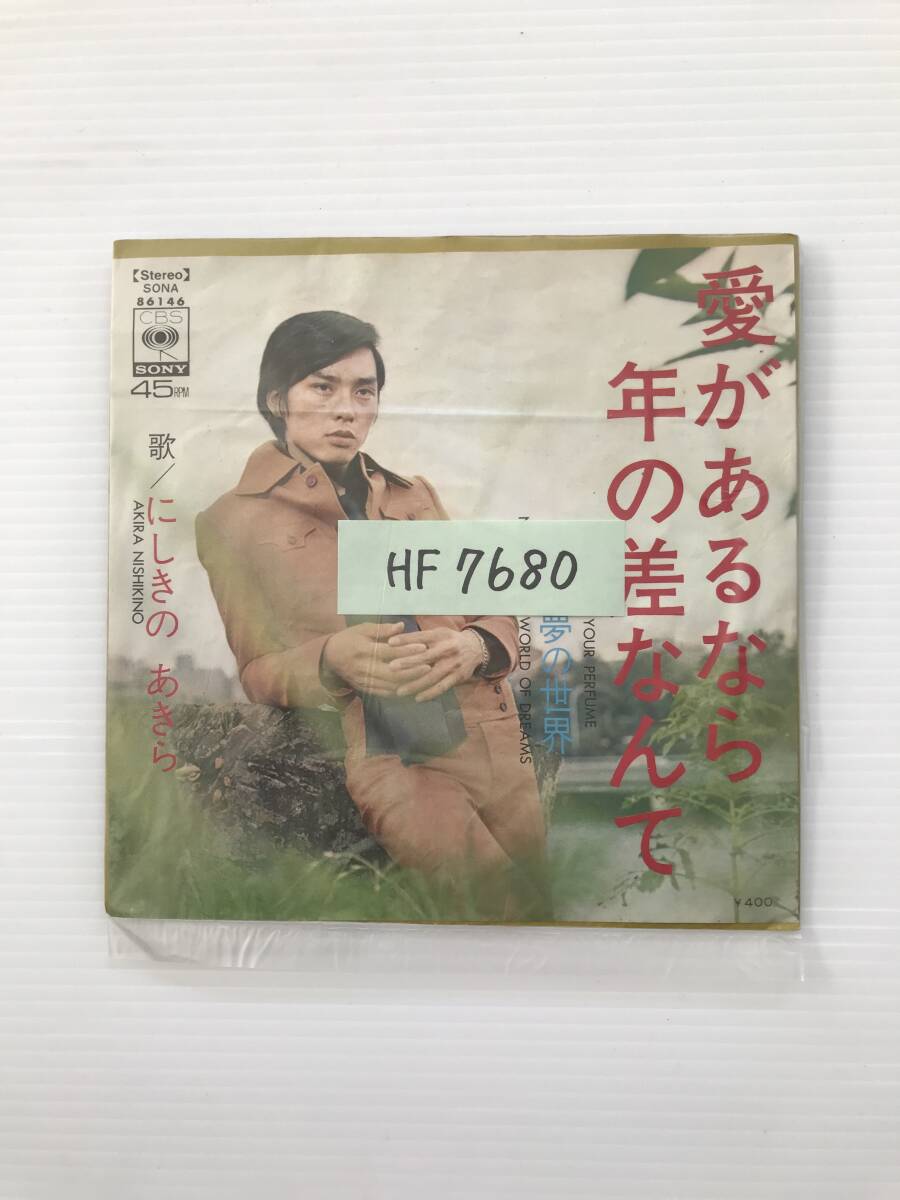 【Stereo】
SONA
86146
CBS
SONY
45RPM
歌/にしきの あきら
AKIRA NISHIKINO
愛があるなら
年の差なんて
YOUR PERFUME
夢の世界
WORLD OF DREAMS
HF 7680
¥400